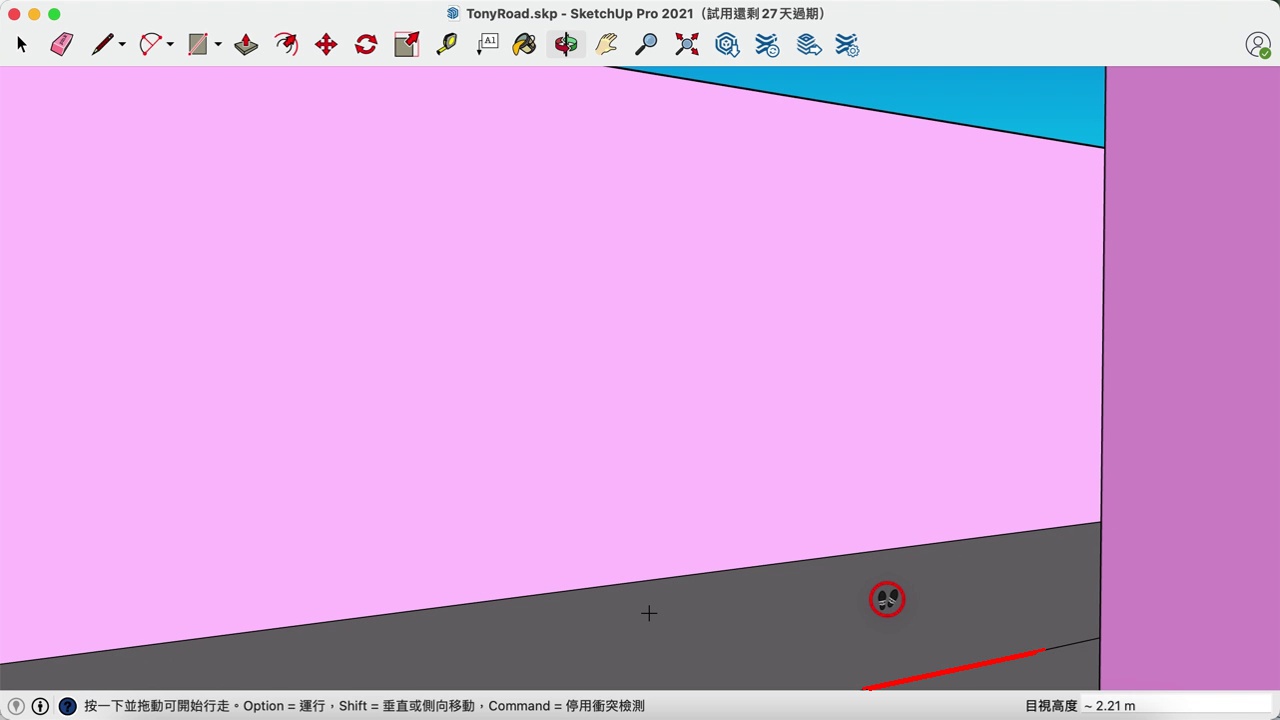 TonyRoad.skp - SketchUp Pro 2021（試用還剩 27 天過期）
A1
按一下並拖動可開始行走。Option = 運行，Shift = 垂直或側向移動，Command = 停用衝突檢測
目視高度 ~ 2.21 m